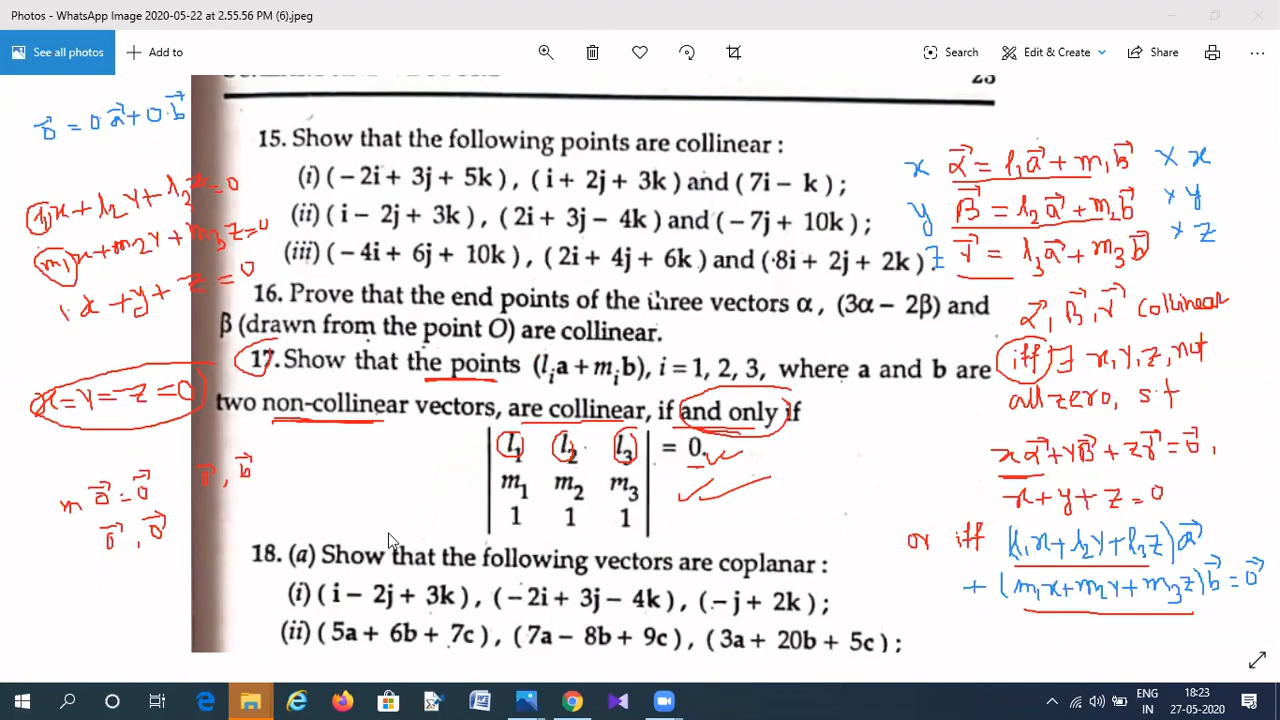 Photos - WhatsApp Image 2020-05-22 at 2.55.56 PM (6).jpeg
See all photos
Add to
Search
Edit & Create
Share
23
15. Show that the following points are collinear :
(i) (− 2i + 3j + 5k) , (i + 2j + 3k) and (7i − k) ;
(ii) (i − 2j + 3k) , (2i + 3j − 4k) and (− 7j + 10k) ;
(iii) (− 4i + 6j + 10k) , (2i + 4j + 6k) and (8i + 2j + 2k) .
16. Prove that the end points of the three vectors α , (3α − 2β) and
β (drawn from the point O) are collinear.
17. Show that the points (lᵢa + mᵢb), i = 1, 2, 3, where a and b are
two non-collinear vectors, are collinear, if and only if
| l₁ l₂ l₃ | = 0.
| m₁ m₂ m₃ |
| 1 1 1 |
18. (a) Show that the following vectors are coplanar :
(i) (i − 2j + 3k) , (− 2i + 3j − 4k) , (− j + 2k) ;
(ii) (5a + 6b + 7c) , (7a − 8b + 9c) , (3a + 20b + 5c) ;
0⃗ = 0 a⃗ + 0·b⃗
l₁x + l₂y + l₃z = 0
m₁x + m₂y + m₃z = 0
1·x + y + z = 0
x = y = z = 0
m 0⃗ = 0⃗
0⃗ , b⃗
0⃗ , 0⃗
x α⃗ = l₁a⃗ + m₁b⃗ × x
y β⃗ = l₂a⃗ + m₂b⃗ × y
z γ⃗ = l₃a⃗ + m₃b⃗ × z
α⃗, β⃗, γ⃗ collinear
iff ∃ x, y, z, not
all zero, s.t
xα⃗ + yβ⃗ + zγ⃗ = 0⃗ ,
x + y + z = 0
or iff (l₁x + l₂y + l₃z) a⃗
+ (m₁x + m₂y + m₃z) b⃗ = 0⃗
ENG
IN
18:23
27-05-2020